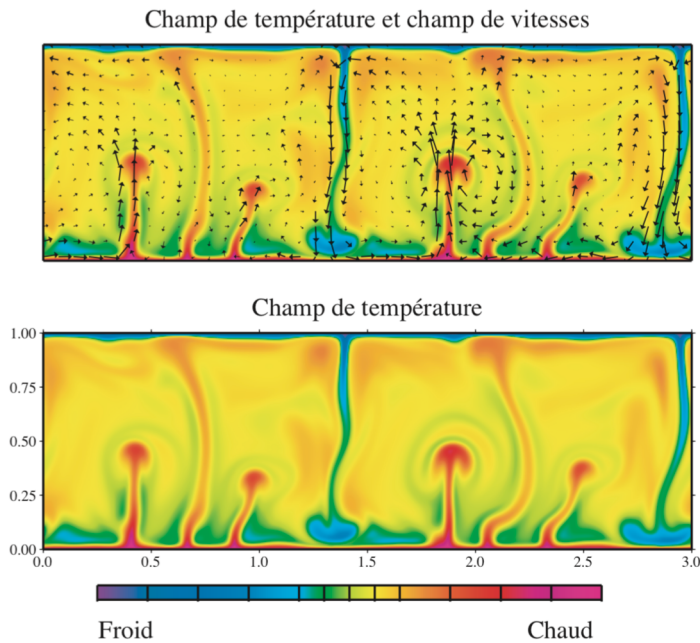 Champ de température et champ de vitesses
Champ de température
1.00
0.75
0.50
0.25
0.00
0.0 0.5 1.0 1.5 2.0 2.5 3.0
Froid Chaud